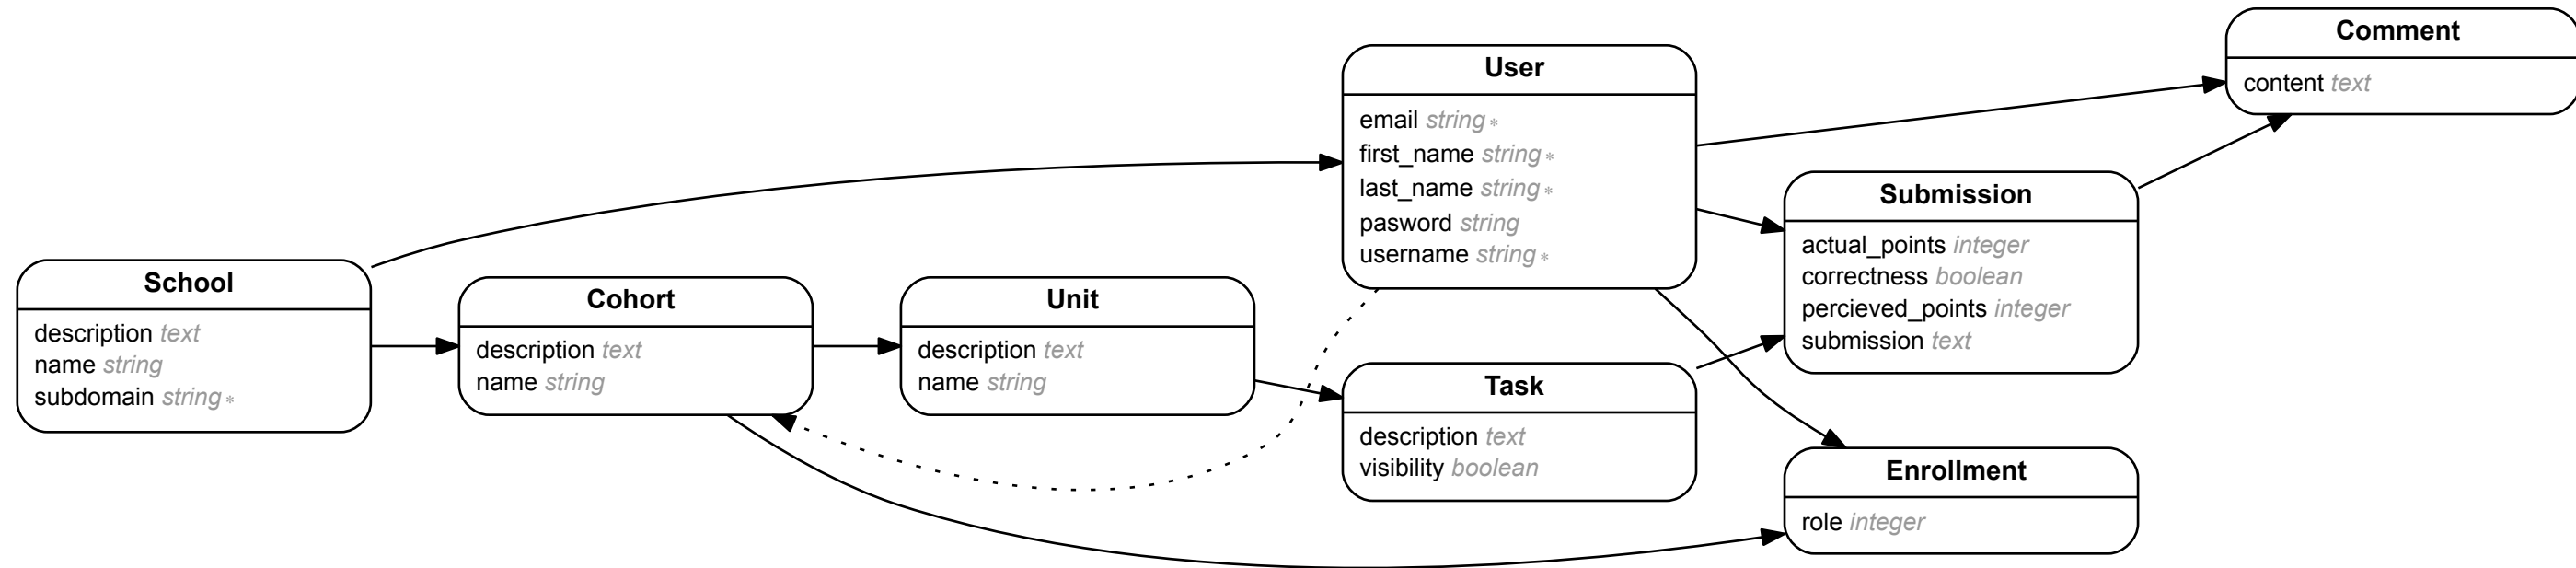 School
description text
name string
subdomain string *
Cohort
description text
name string
Unit
description text
name string
User
email string *
first_name string *
last_name string *
pasword string
username string *
Task
description text
visibility boolean
Comment
content text
Submission
actual_points integer
correctness boolean
percieved_points integer
submission text
Enrollment
role integer